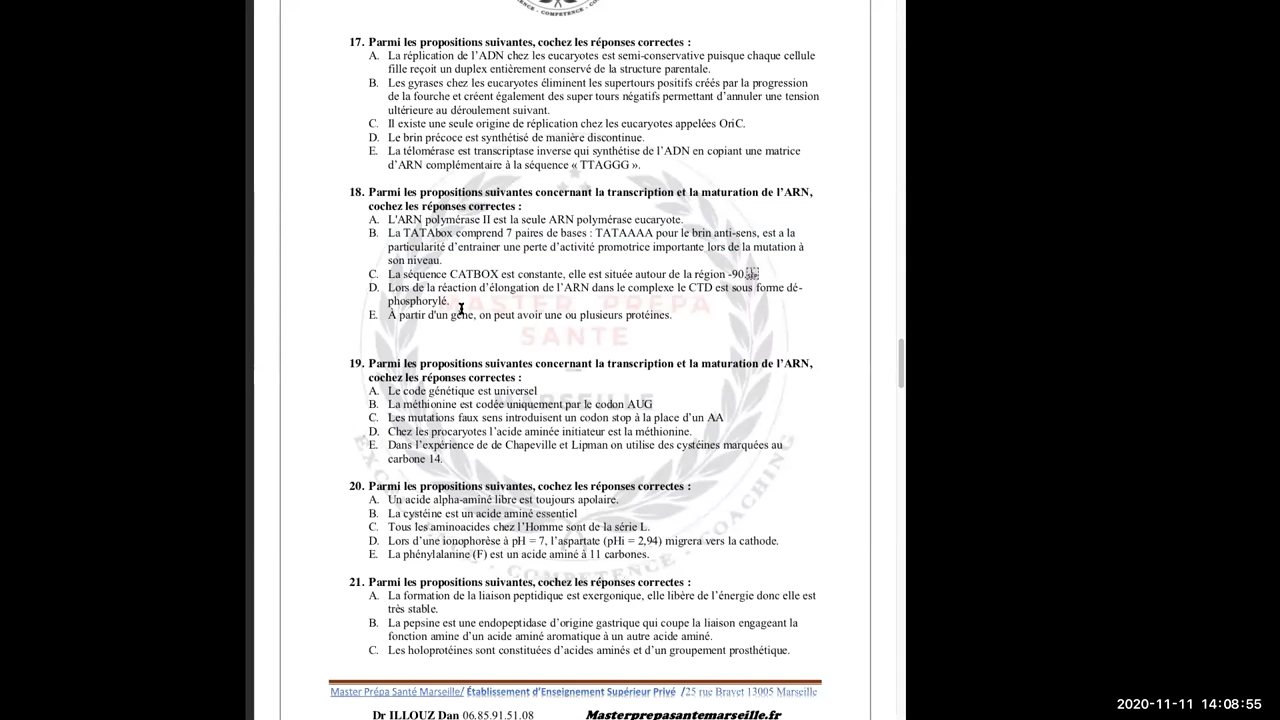 - COMPETENCE -
17. Parmi les propositions suivantes, cochez les réponses correctes :
A. La réplication de l'ADN chez les eucaryotes est semi-conservative puisque chaque cellule
fille reçoit un duplex entièrement conservé de la structure parentale.
B. Les gyrases chez les eucaryotes éliminent les supertours positifs créés par la progression
de la fourche et créent également des super tours négatifs permettant d'annuler une tension
ultérieure au déroulement suivant.
C. Il existe une seule origine de réplication chez les eucaryotes appelées OriC.
D. Le brin précoce est synthétisé de manière discontinue.
E. La télomérase est transcriptase inverse qui synthétise de l'ADN en copiant une matrice
d'ARN complémentaire à la séquence « TTAGGG ».
18. Parmi les propositions suivantes concernant la transcription et la maturation de l'ARN,
cochez les réponses correctes :
A. L'ARN polymérase II est la seule ARN polymérase eucaryote.
B. La TATAbox comprend 7 paires de bases : TATAAAA pour le brin anti-sens, est a la
particularité d'entrainer une perte d'activité promotrice importante lors de la mutation à
son niveau.
C. La séquence CATBOX est constante, elle est située autour de la région -90
D. Lors de la réaction d'élongation de l'ARN dans le complexe le CTD est sous forme dé-
phosphorylé.
E. À partir d'un gène, on peut avoir une ou plusieurs protéines.
MASTER PREPA
SANTE
MARSEILLE
19. Parmi les propositions suivantes concernant la transcription et la maturation de l'ARN,
cochez les réponses correctes :
A. Le code génétique est universel
B. La méthionine est codée uniquement par le codon AUG
C. Les mutations faux sens introduisent un codon stop à la place d'un AA
D. Chez les procaryotes l'acide aminée initiateur est la méthionine.
E. Dans l'expérience de de Chapeville et Lipman on utilise des cystéines marquées au
carbone 14.
20. Parmi les propositions suivantes, cochez les réponses correctes :
A. Un acide alpha-aminé libre est toujours apolaire.
B. La cystéine est un acide aminé essentiel
C. Tous les aminoacides chez l'Homme sont de la série L.
D. Lors d'une ionophorèse à pH = 7, l'aspartate (pHi = 2,94) migrera vers la cathode.
E. La phénylalanine (F) est un acide aminé à 11 carbones.
- COMPETENCE - COACHING
21. Parmi les propositions suivantes, cochez les réponses correctes :
A. La formation de la liaison peptidique est exergonique, elle libère de l'énergie donc elle est
très stable.
B. La pepsine est une endopeptidase d'origine gastrique qui coupe la liaison engageant la
fonction amine d'un acide aminé aromatique à un autre acide aminé.
C. Les holoprotéines sont constituées d'acides aminés et d'un groupement prosthétique.
Master Prépa Santé Marseille/ Établissement d'Enseignement Supérieur Privé /25 rue Bravet 13005 Marseille
Dr ILLOUZ Dan 06.85.91.51.08 Masterprepasantemarseille.fr
2020-11-11 14:08:55